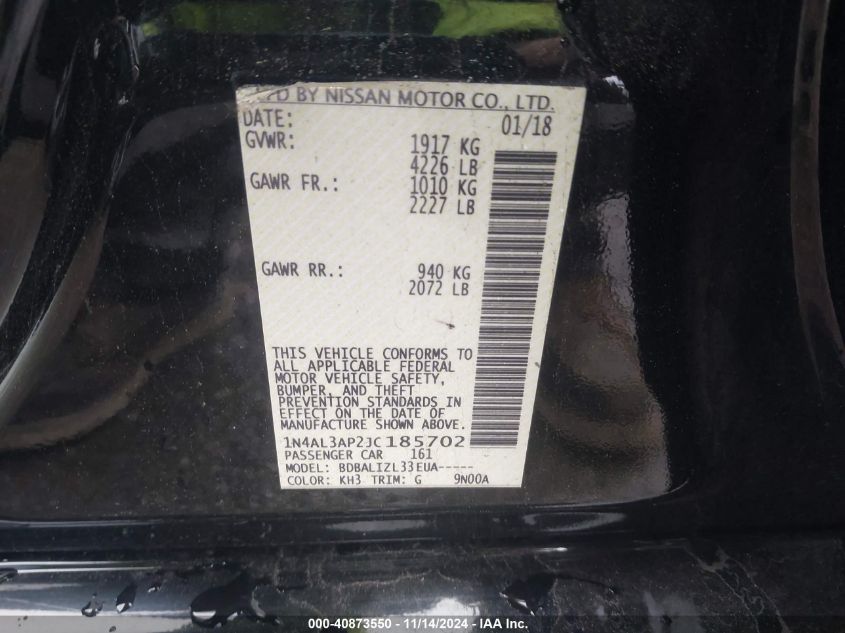 BY NISSAN MOTOR CO., LTD.
DATE: 01/18
GVWR: 1917 KG
4226 LB
GAWR FR.: 1010 KG
2227 LB
GAWR RR.: 940 KG
2072 LB
THIS VEHICLE CONFORMS TO
ALL APPLICABLE FEDERAL
MOTOR VEHICLE SAFETY,
BUMPER, AND THEFT
PREVENTION STANDARDS IN
EFFECT ON THE DATE OF
MANUFACTURE SHOWN ABOVE.
1N4AL3AP2JC185702
PASSENGER CAR 161
MODEL: BDBALIZL33EUA-----
COLOR: KH3 TRIM: G 9N00A
000-40873550 - 11/14/2024 - IAA Inc.